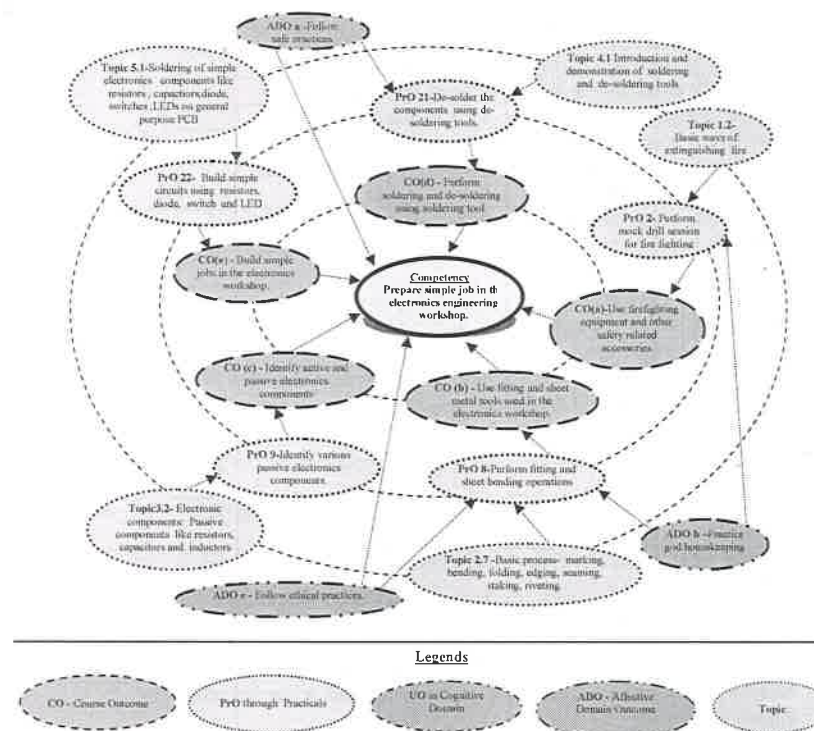 ADO a -Follow
safe practices
Topic 5.1-Soldering of simple
electronics components like
resistors , capactiors,diode,
switches ,LEDs on general
purpose PCB
Topic 4.1 Introduction and
demonstration of soldering
and de-soldering tools
PrO 21-De-solder the
components using de-
soldering tools.
Topic 1.2-
Basic ways of
extinguishing fire
PrO 22- Build simple
circuits using resistors,
diode, switch and LED
CO(d) - Perform
soldering and de-soldering
using soldering tool
PrO 2- Perform
mock drill session
for fire fighting
CO(e) - Build simple
jobs in the electronics
workshop.
Competency
Prepare simple job in th
electronics engineering
workshop.
CO(a)-Use firefighting
equipment and other
safety related
accessories.
CO (c) - Identify active and
passive electronics
components
CO (b) - Use fitting and sheet
metal tools used in the
electronics workshop.
PrO 9-Identify various
passive electronics
components.
PrO 8-Perform fitting and
sheet bending operations
Topic3.2- Electronic
components: Passive
components like resistors,
capacitors and inductors
ADO b -Practice
god housekeeping
Topic 2.7 -Basic process- marking,
bending, folding, edging, seaming,
staking, riveting.
ADO e - Follow ethical practices.
Legends
CO - Course Outcome
PrO through Practicals
UO in Cognitive
Domain
ADO - Affective
Domain Outcome
Topic